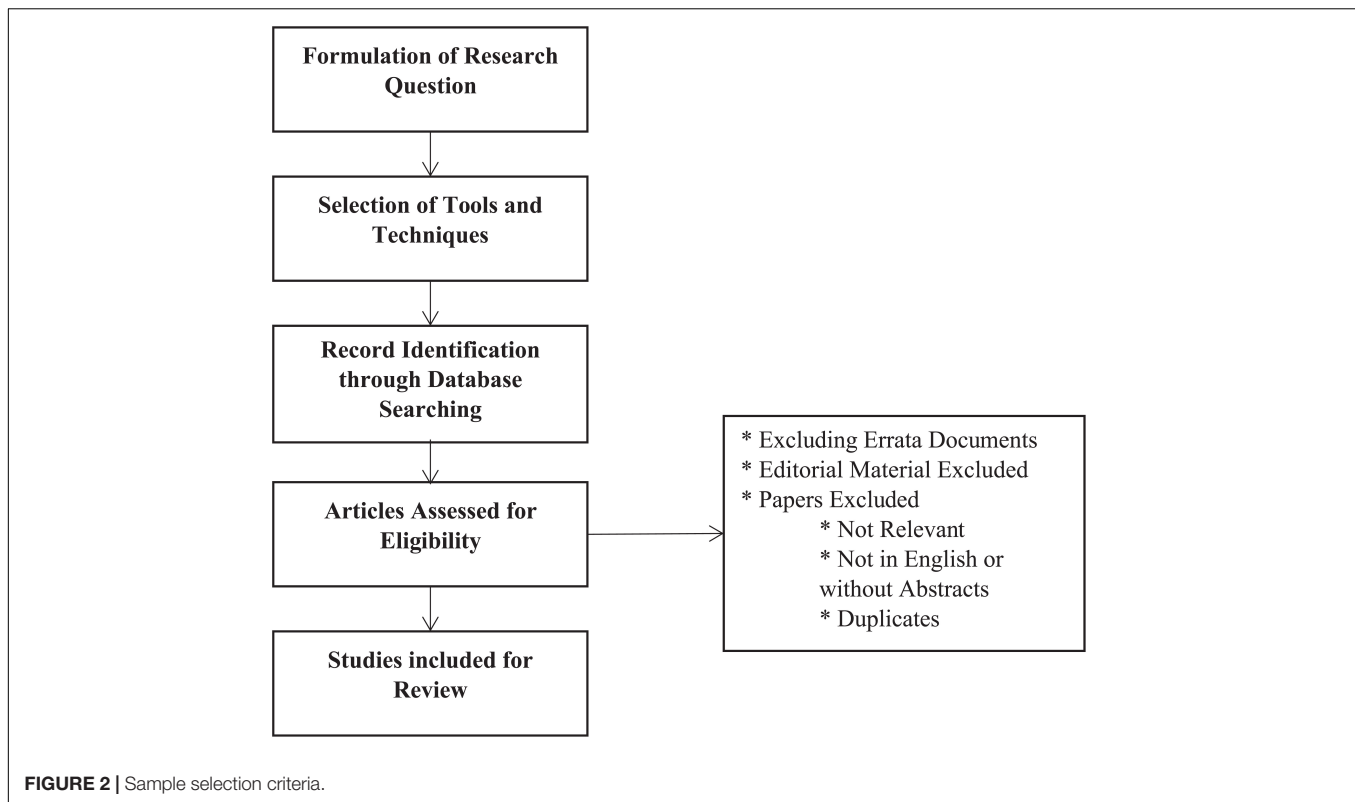 Formulation of Research
Question
Selection of Tools and
Techniques
Record Identification
through Database
Searching
Articles Assessed for
Eligibility
* Excluding Errata Documents
* Editorial Material Excluded
* Papers Excluded
* Not Relevant
* Not in English or
without Abstracts
* Duplicates
Studies included for
Review
FIGURE 2 | Sample selection criteria.